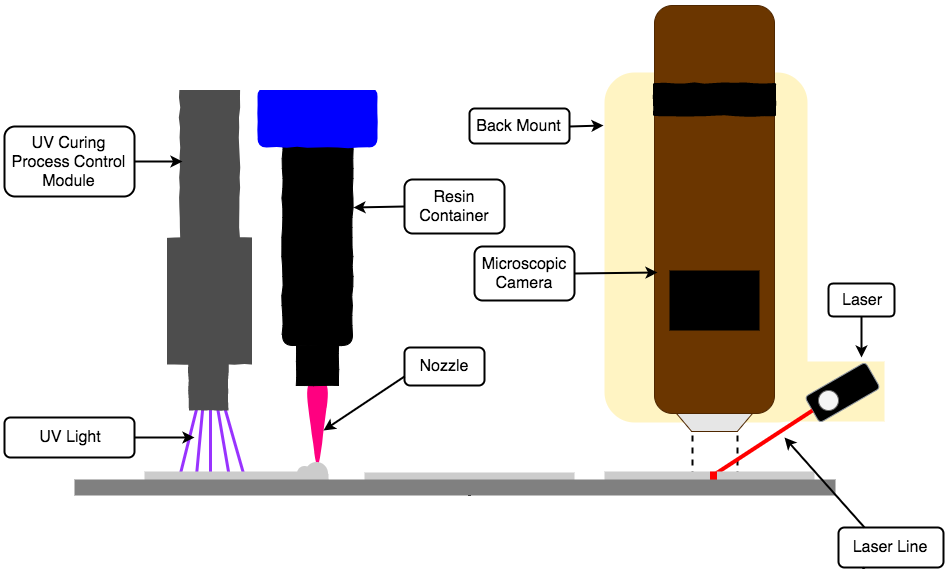 UV Curing
Process Control
Module
Back Mount
Resin
Container
Microscopic
Camera
Laser
Nozzle
UV Light
Laser Line